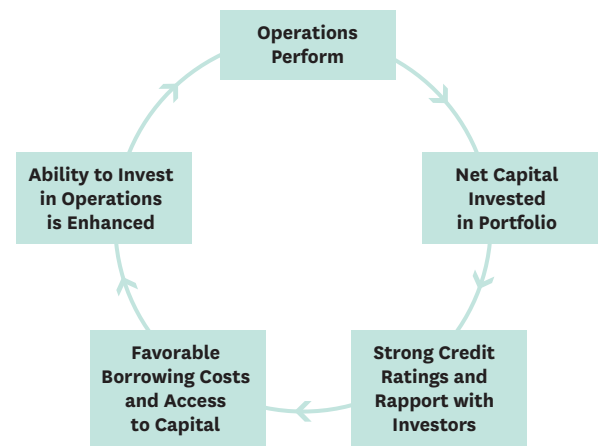 Operations
Perform
Net Capital
Invested
in Portfolio
Strong Credit
Ratings and
Rapport with
Investors
Favorable
Borrowing Costs
and Access
to Capital
Ability to Invest
in Operations
is Enhanced